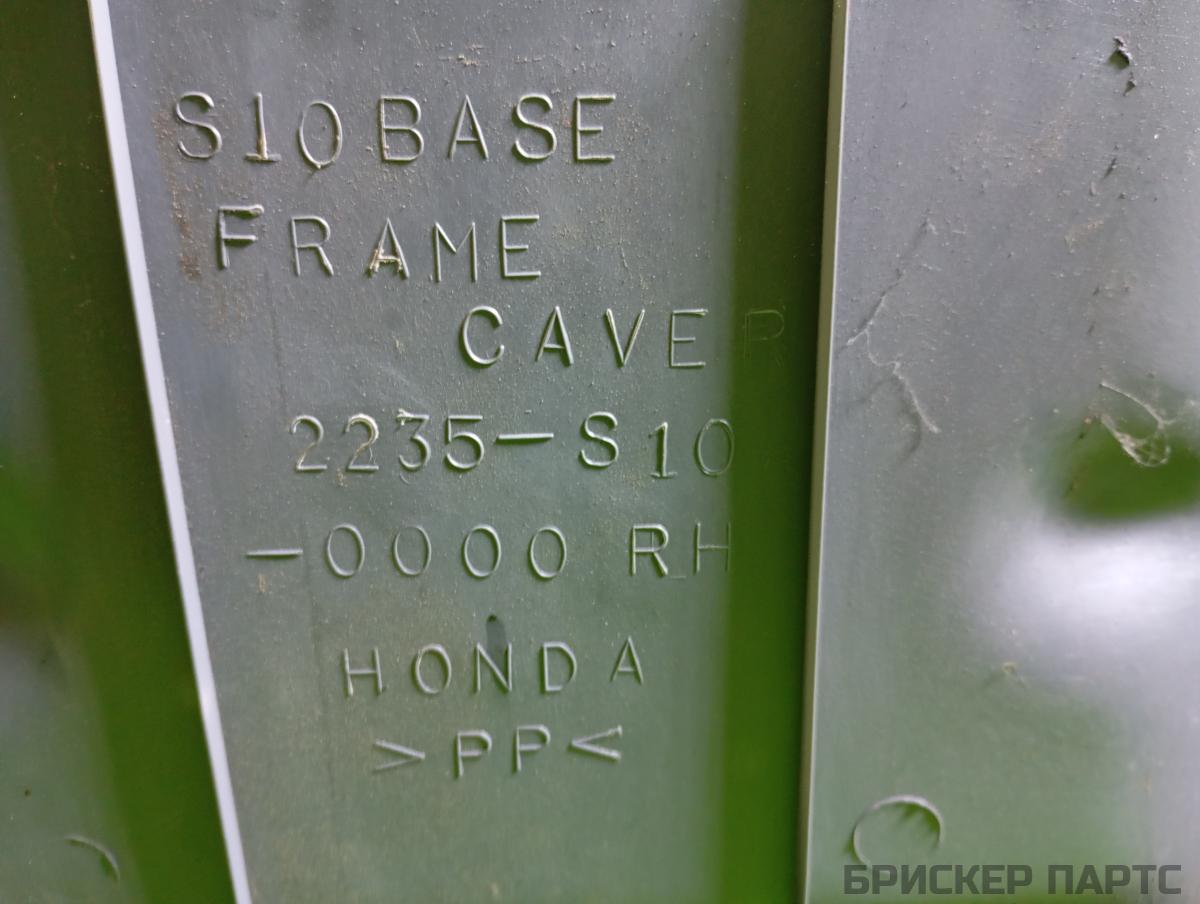 S10BASE
FRAME
CAVER
2235-S10
-0000 RH
HONDA
>PP<
БРИСКЕР ПАРТС